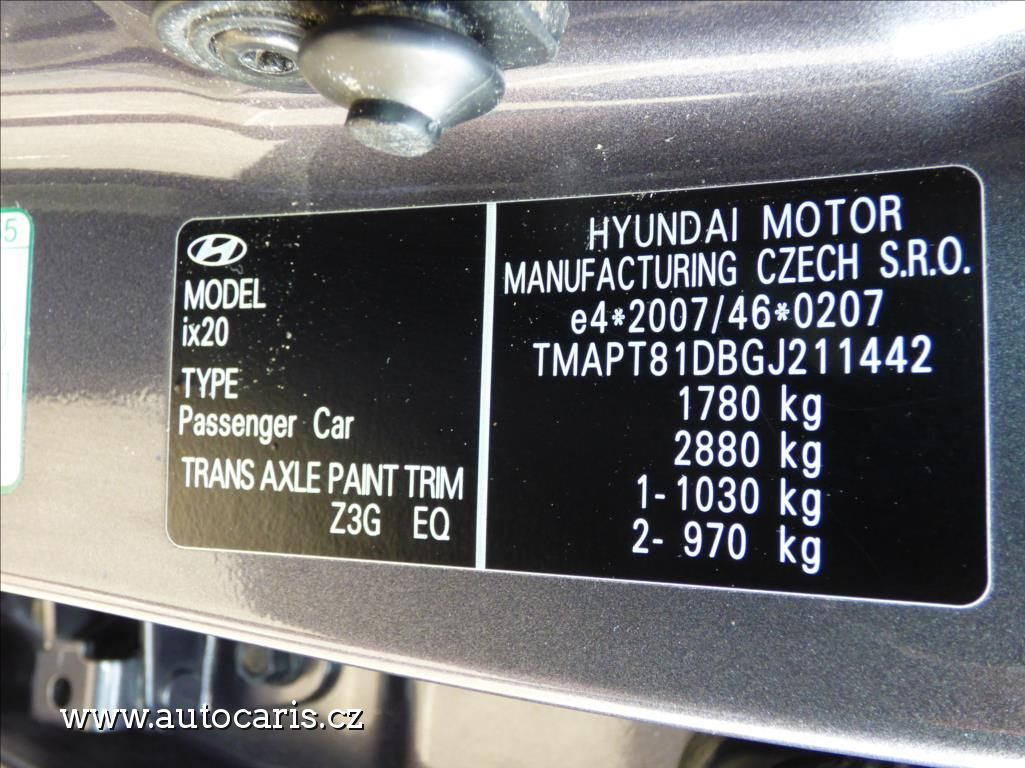 MODEL
ix20
TYPE
Passenger Car
TRANS AXLE PAINT TRIM
Z3G EQ
HYUNDAI MOTOR
MANUFACTURING CZECH S.R.O.
e4*2007/46*0207
TMAPT81DBGJ211442
1780 kg
2880 kg
1- 1030 kg
2- 970 kg
5
www.autocaris.cz